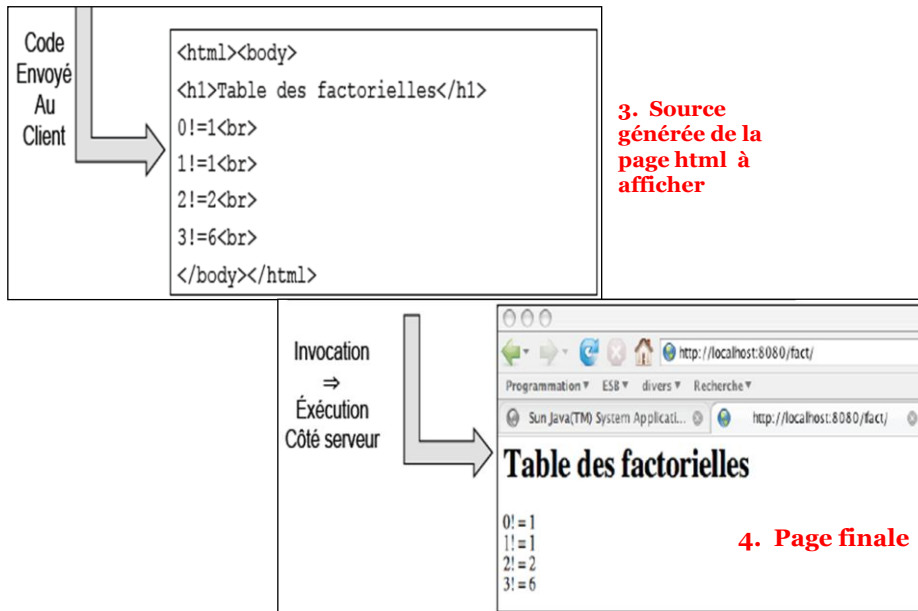 Code
Envoyé
Au
Client
<html><body>
<h1>Table des factorielles</h1>
0!=1<br>
1!=1<br>
2!=2<br>
3!=6<br>
</body></html>
3. Source
générée de la
page html à
afficher
Invocation
⇒
Éxécution
Côté serveur
http://localhost:8080/fact/
Programmation ESB divers Recherche
Sun Java(TM) System Applicati... http://localhost:8080/fact/
Table des factorielles
0! = 1
1! = 1
2! = 2
3! = 6
4. Page finale